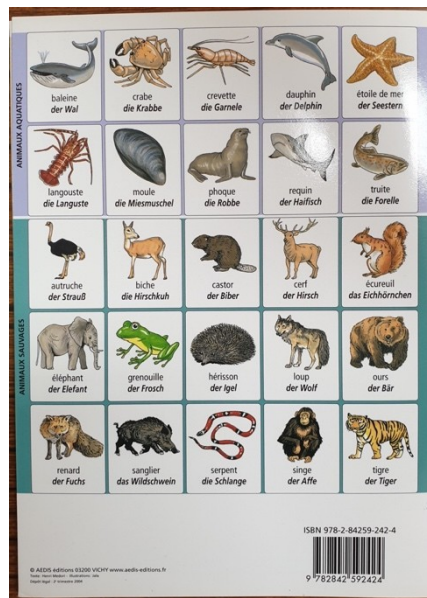 ANIMAUX AQUATIQUES
baleine
der Wal
crabe
die Krabbe
crevette
die Garnele
dauphin
der Delphin
étoile de mer
der Seestern
langouste
die Languste
moule
die Miesmuschel
phoque
die Robbe
requin
der Haifisch
truite
die Forelle
ANIMAUX SAUVAGES
autruche
der Strauß
biche
die Hirschkuh
castor
der Biber
cerf
der Hirsch
écureuil
das Eichhörnchen
éléphant
der Elefant
grenouille
der Frosch
hérisson
der Igel
loup
der Wolf
ours
der Bär
renard
der Fuchs
sanglier
das Wildschwein
serpent
die Schlange
singe
der Affe
tigre
der Tiger
ISBN 978-2-84259-242-4
9 782842 592424
© AEDIS éditions 03200 VICHY www.aedis-editions.fr